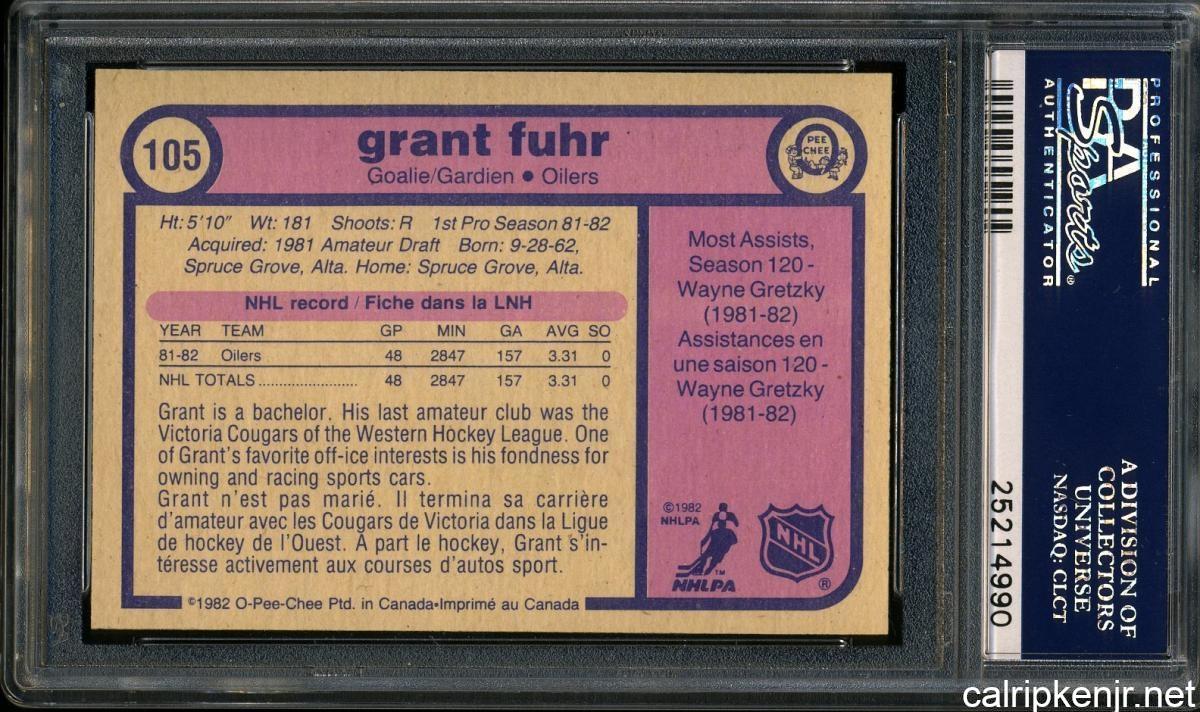 105
grant fuhr
Goalie/Gardien • Oilers
O
PEE
CHEE
Ht: 5'10" Wt: 181 Shoots: R 1st Pro Season 81-82
Acquired: 1981 Amateur Draft Born: 9-28-62,
Spruce Grove, Alta. Home: Spruce Grove, Alta.
NHL record / Fiche dans la LNH
YEAR TEAM GP MIN GA AVG SO
81-82 Oilers 48 2847 157 3.31 0
NHL TOTALS ........................ 48 2847 157 3.31 0
Grant is a bachelor. His last amateur club was the
Victoria Cougars of the Western Hockey League. One
of Grant's favorite off-ice interests is his fondness for
owning and racing sports cars.
Grant n'est pas marié. Il termina sa carrière
d'amateur avec les Cougars de Victoria dans la Ligue
de hockey de l'Ouest. A part le hockey, Grant s'in-
téresse activement aux courses d'autos sport.
©1982 O-Pee-Chee Ptd. in Canada•Imprimé au Canada
Most Assists,
Season 120 -
Wayne Gretzky
(1981-82)
Assistances en
une saison 120 -
Wayne Gretzky
(1981-82)
©1982
NHLPA
TM
NHLPA
NHL
®
PROFESSIONAL
PSA
Sports®
AUTHENTICATOR
A DIVISION OF
COLLECTORS
UNIVERSE
NASDAQ: CLCT
25214990
calripkenjr.net